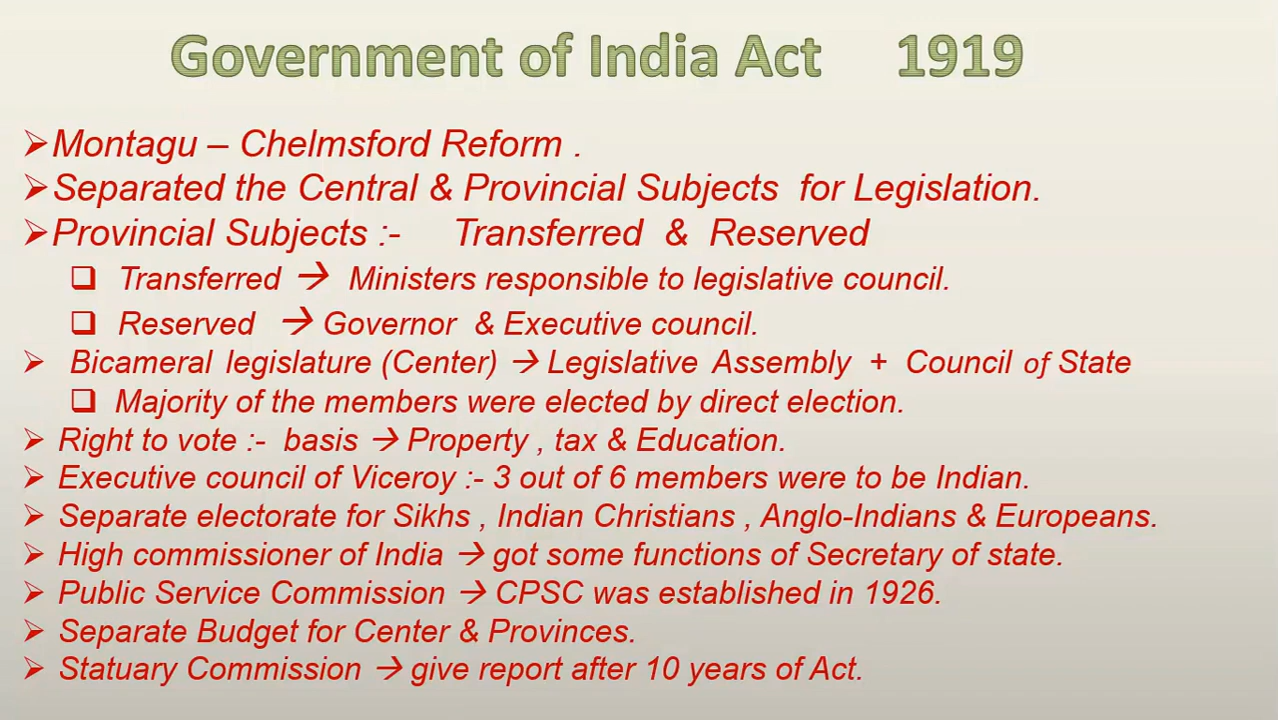 Government of India Act 1919
➢Montagu – Chelmsford Reform .
➢Separated the Central & Provincial Subjects for Legislation.
➢Provincial Subjects :- Transferred & Reserved
❑ Transferred → Ministers responsible to legislative council.
❑ Reserved → Governor & Executive council.
➢ Bicameral legislature (Center) → Legislative Assembly + Council of State
❑ Majority of the members were elected by direct election.
➢ Right to vote :- basis → Property , tax & Education.
➢ Executive council of Viceroy :- 3 out of 6 members were to be Indian.
➢ Separate electorate for Sikhs , Indian Christians , Anglo-Indians & Europeans.
➢ High commissioner of India → got some functions of Secretary of state.
➢ Public Service Commission → CPSC was established in 1926.
➢ Separate Budget for Center & Provinces.
➢ Statuary Commission → give report after 10 years of Act.